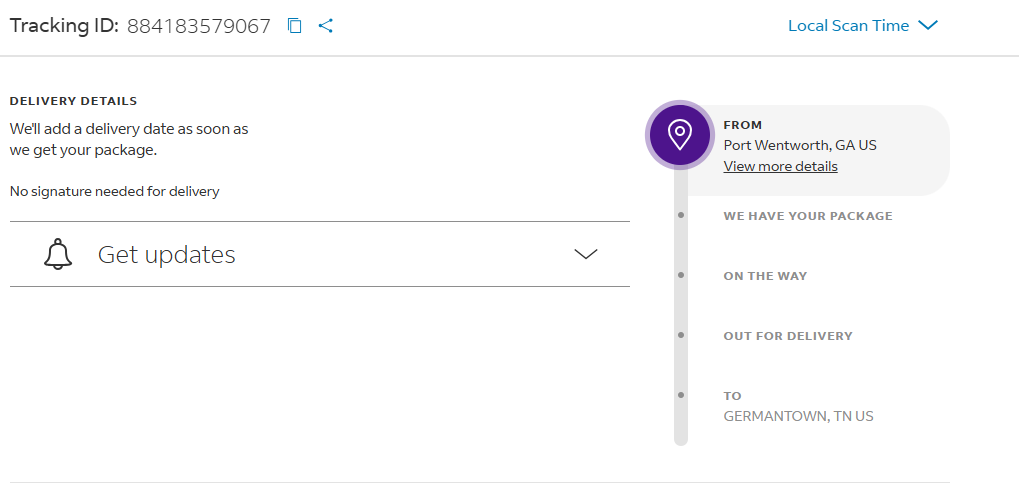 Tracking ID: 884183579067
Local Scan Time
DELIVERY DETAILS
We'll add a delivery date as soon as
we get your package.
No signature needed for delivery
Get updates
FROM
Port Wentworth, GA US
View more details
WE HAVE YOUR PACKAGE
ON THE WAY
OUT FOR DELIVERY
TO
GERMANTOWN, TN US